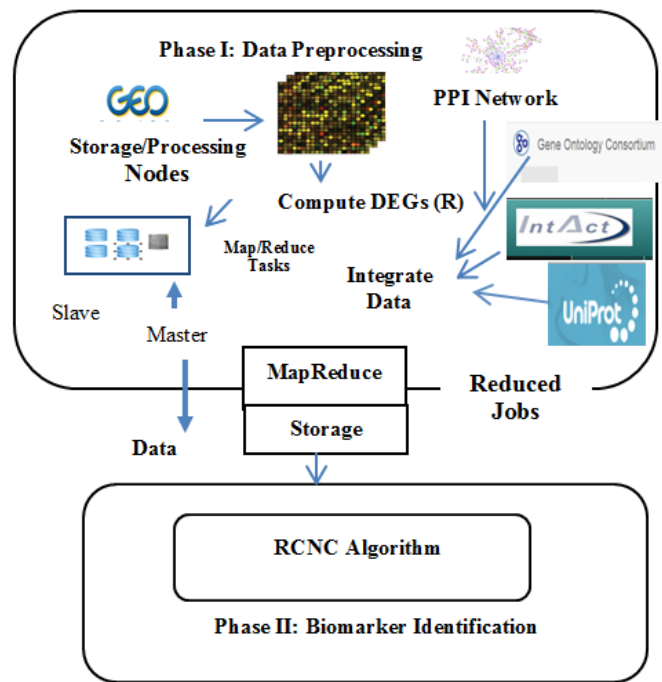 Phase I: Data Preprocessing
GEO
PPI Network
Storage/Processing
Nodes
Gene Ontology Consortium
Compute DEGs (R)
IntAct
Map/Reduce
Tasks
Integrate
Data
UniProt
Slave
Master
MapReduce
Reduced
Jobs
Storage
Data
RCNC Algorithm
Phase II: Biomarker Identification